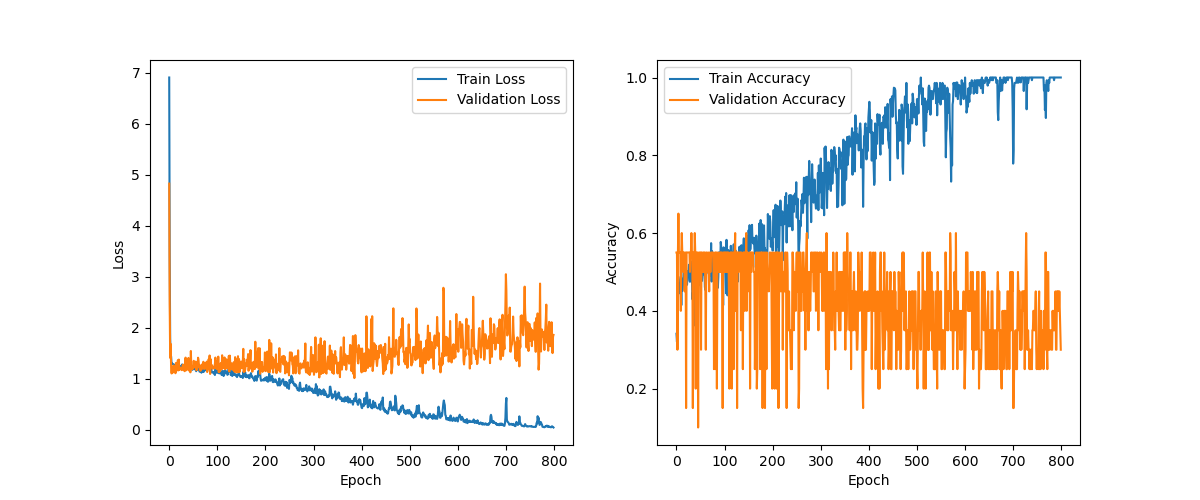 Train Loss
Validation Loss
7
6
5
4
3
2
1
0
Loss
0 100 200 300 400 500 600 700 800
Epoch
Train Accuracy
Validation Accuracy
1.0
0.8
0.6
0.4
0.2
Accuracy
0 100 200 300 400 500 600 700 800
Epoch